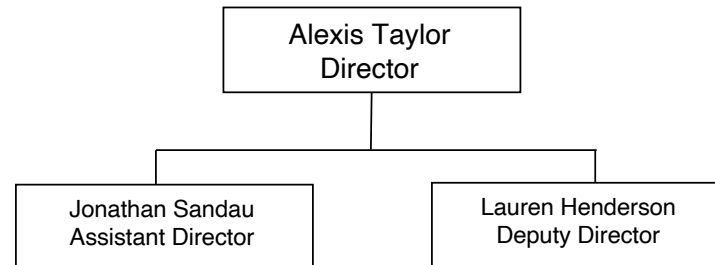 Alexis Taylor
Director
Jonathan Sandau
Assistant Director
Lauren Henderson
Deputy Director